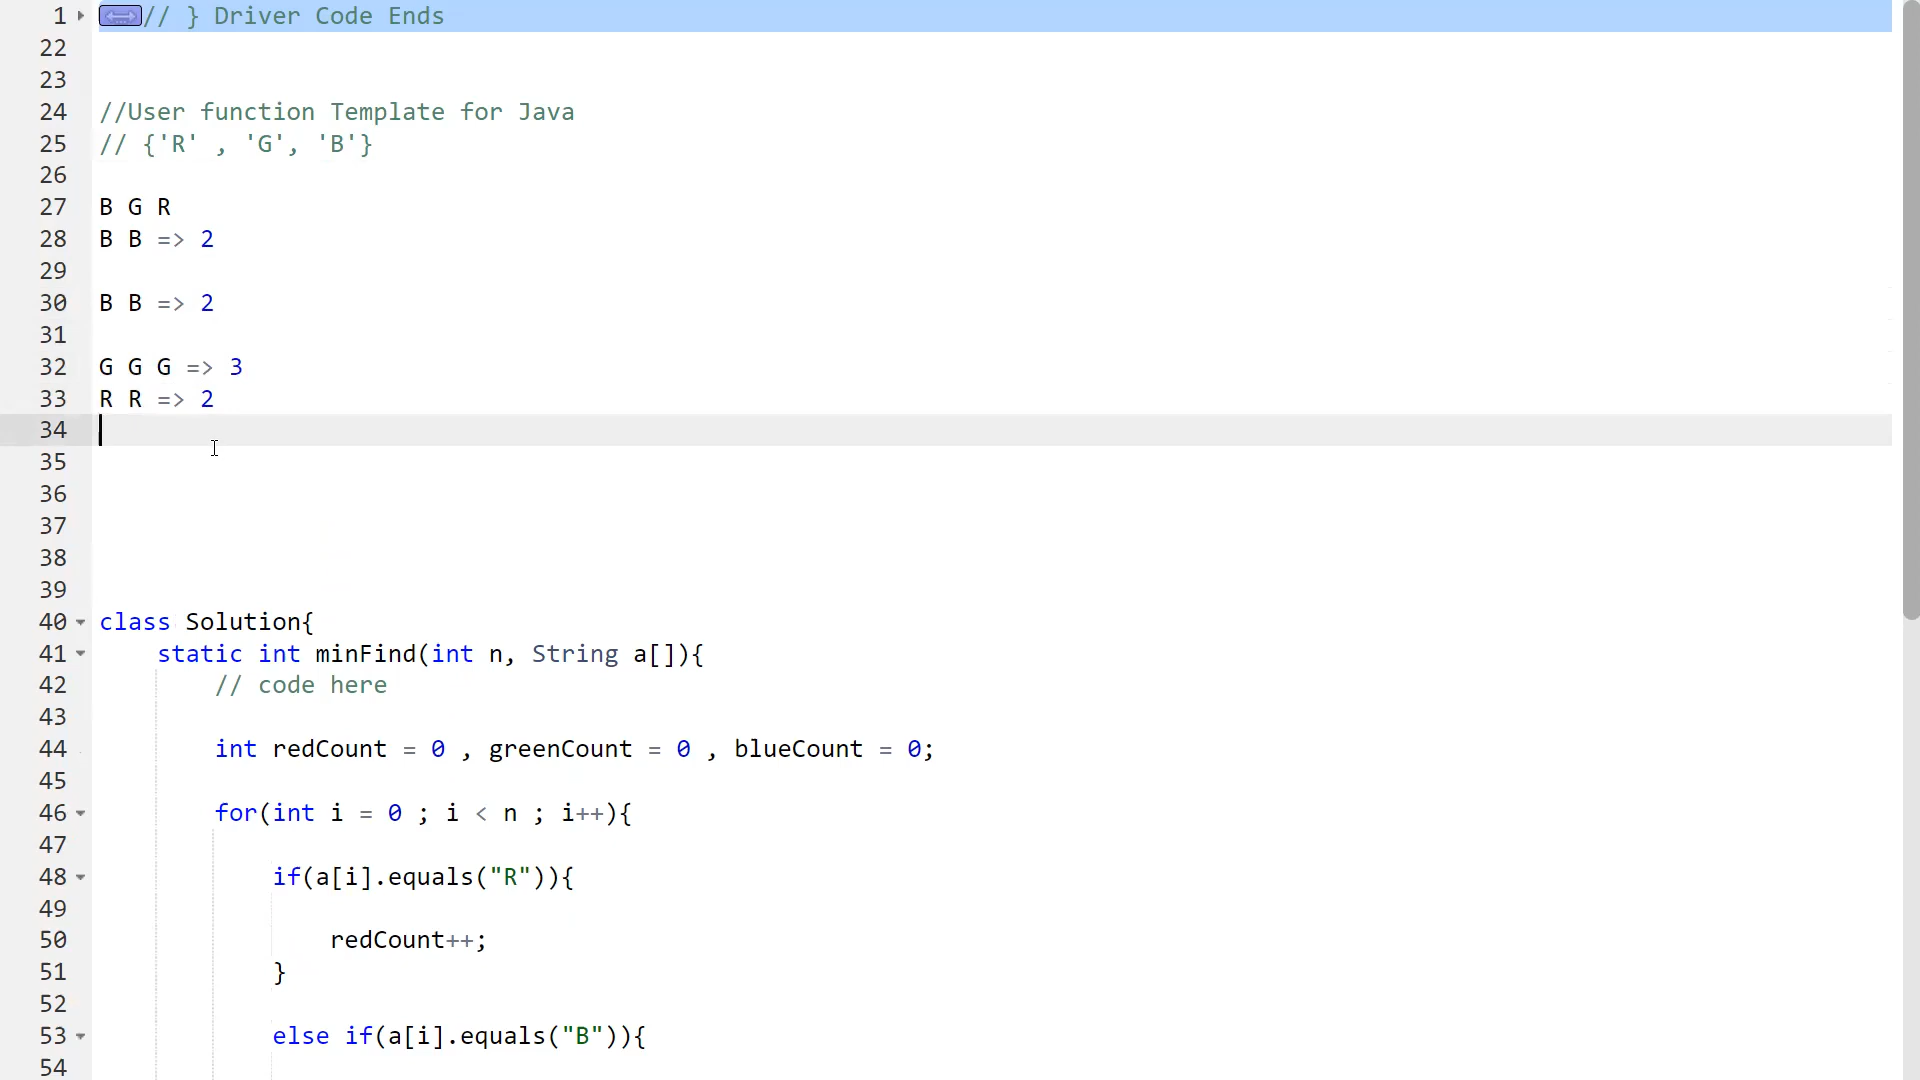 1 // } Driver Code Ends
22
23
24 //User function Template for Java
25 // {'R' , 'G', 'B'}
26
27 B G R
28 B B => 2
29
30 B B => 2
31
32 G G G => 3
33 R R => 2
34
35
36
37
38
39
40 class Solution{
41 static int minFind(int n, String a[]){
42 // code here
43
44 int redCount = 0 , greenCount = 0 , blueCount = 0;
45
46 for(int i = 0 ; i < n ; i++){
47
48 if(a[i].equals("R")){
49
50 redCount++;
51 }
52
53 else if(a[i].equals("B")){
54